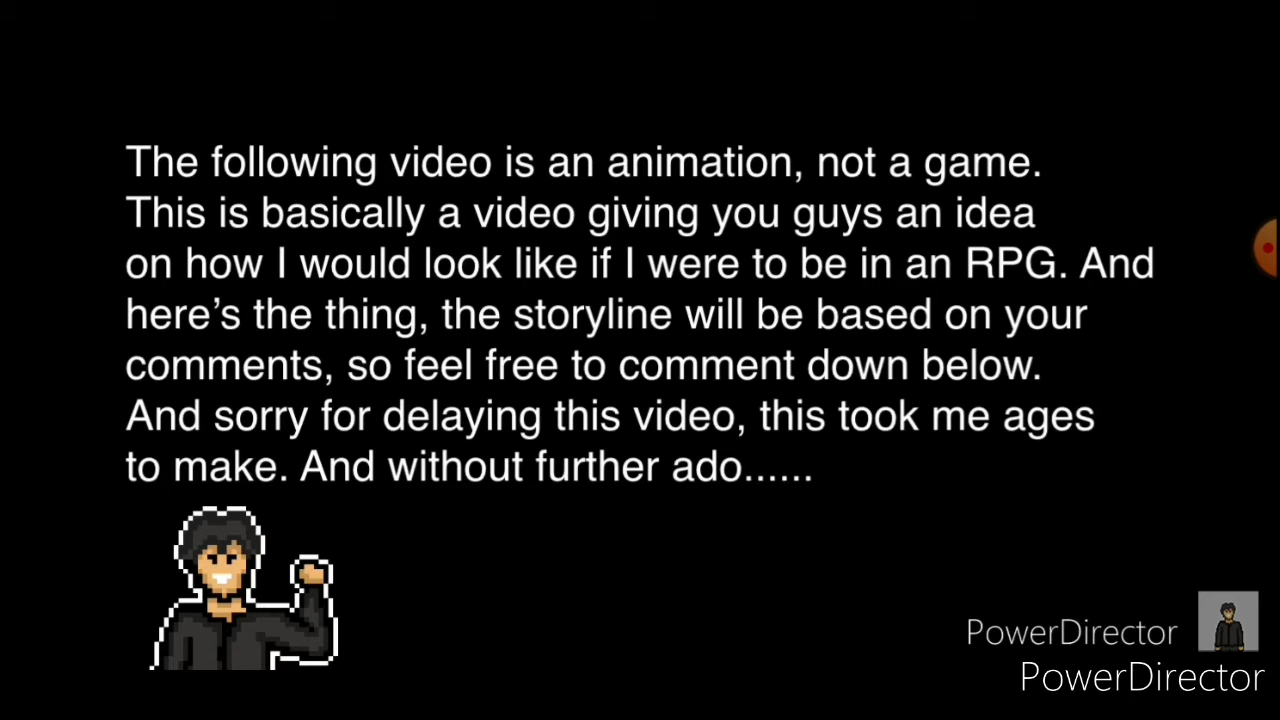 The following video is an animation, not a game.
This is basically a video giving you guys an idea
on how I would look like if I were to be in an RPG. And
here’s the thing, the storyline will be based on your
comments, so feel free to comment down below.
And sorry for delaying this video, this took me ages
to make. And without further ado......
PowerDirector
PowerDirector